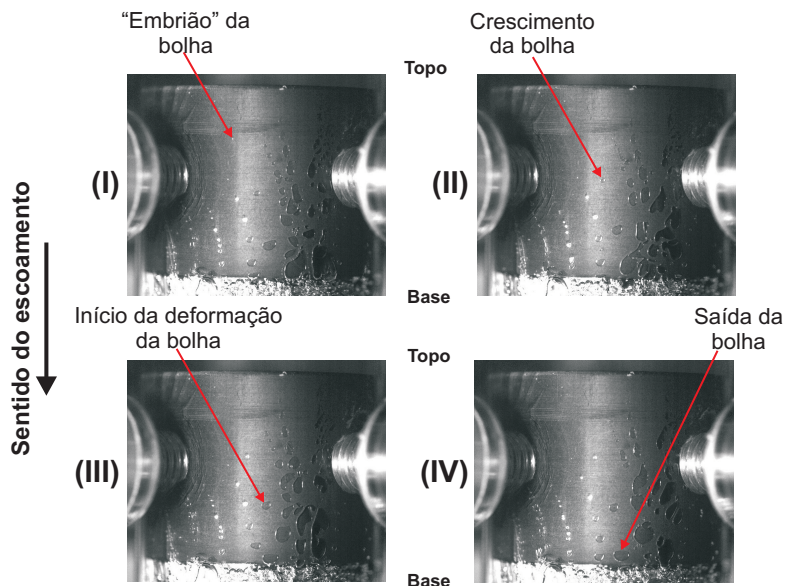 “Embrião” da
bolha
Crescimento
da bolha
Topo
(I)
(II)
Sentido do escoamento
Base
Início da deformação
da bolha
Saída da
bolha
Topo
(III)
(IV)
Base